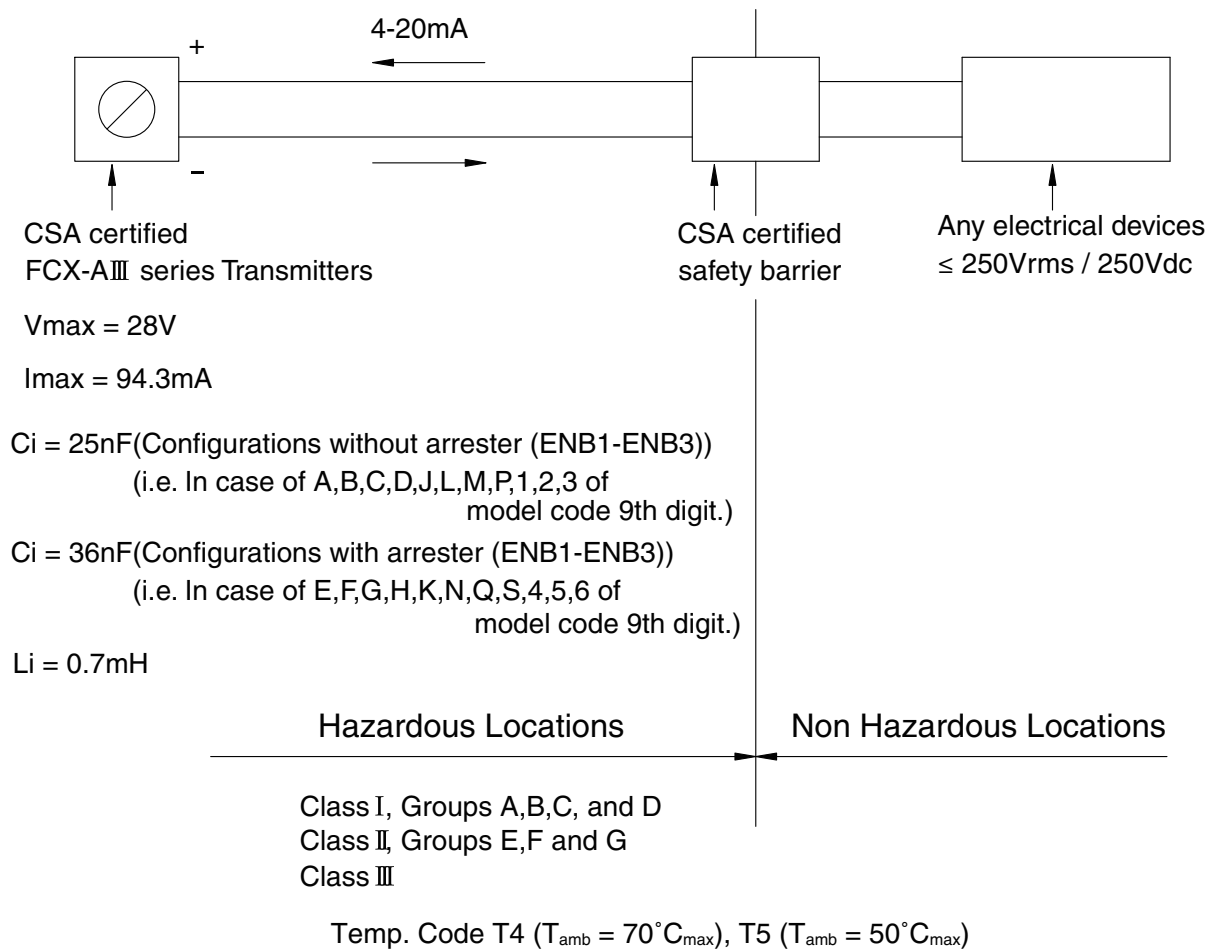 4-20mA
+
−
CSA certified
FCX-AⅢ series Transmitters
CSA certified
safety barrier
Any electrical devices
≤ 250Vrms / 250Vdc
Vmax = 28V
Imax = 94.3mA
Ci = 25nF(Configurations without arrester (ENB1-ENB3))
(i.e. In case of A,B,C,D,J,L,M,P,1,2,3 of
model code 9th digit.)
Ci = 36nF(Configurations with arrester (ENB1-ENB3))
(i.e. In case of E,F,G,H,K,N,Q,S,4,5,6 of
model code 9th digit.)
Li = 0.7mH
Hazardous Locations
Non Hazardous Locations
Class Ⅰ, Groups A,B,C, and D
Class Ⅱ, Groups E,F and G
Class Ⅲ
Temp. Code T4 (Tamb = 70˚Cmax), T5 (Tamb = 50˚Cmax)